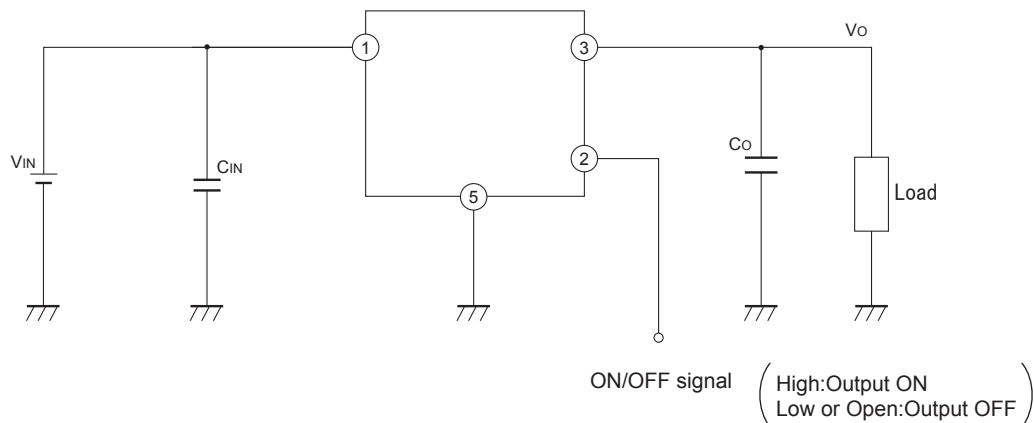 1
3
Vo
VIN
CIN
2
Co
5
Load
ON/OFF signal
High:Output ON
Low or Open:Output OFF